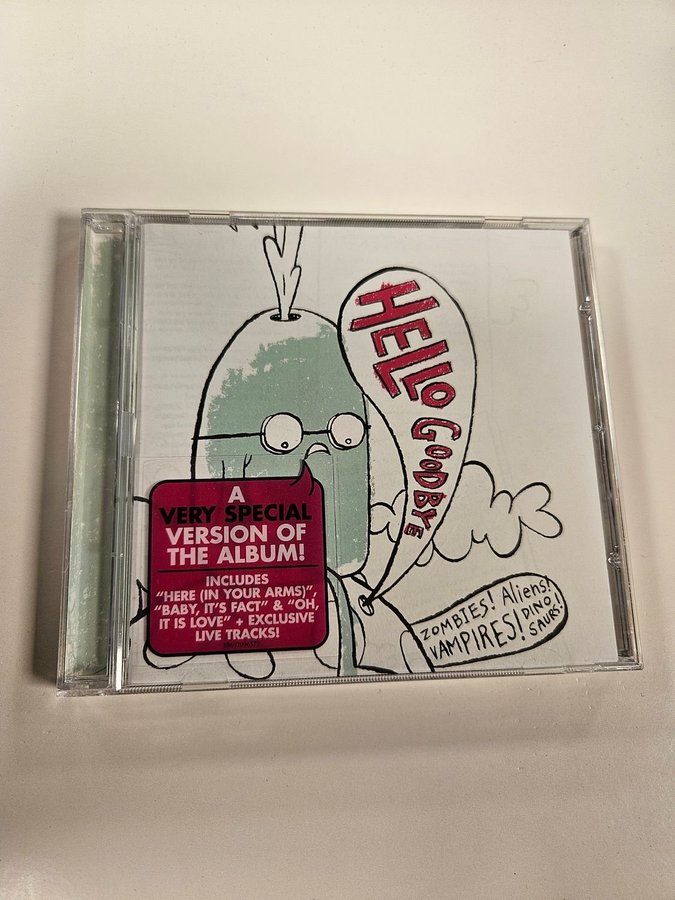 HELLO GOODBYE
A
VERY SPECIAL
VERSION OF
THE ALBUM!
INCLUDES
"HERE (IN YOUR ARMS)",
"BABY, IT'S FACT" & "OH,
IT IS LOVE" + EXCLUSIVE
LIVE TRACKS!
ZOMBIES! Aliens!
VAMPIRES! DINO
SAURS!